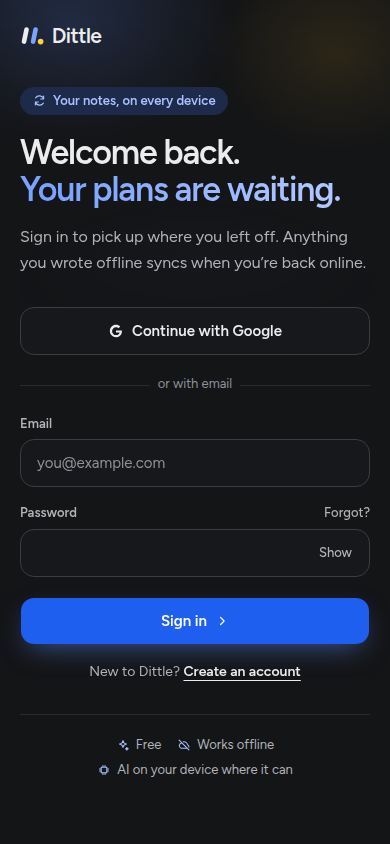 Dittle
Your notes, on every device
Welcome back.
Your plans are waiting.
Sign in to pick up where you left off. Anything
you wrote offline syncs when you’re back online.
Continue with Google
or with email
Email
you@example.com
Password Forgot?
Show
Sign in
New to Dittle? Create an account
Free Works offline
AI on your device where it can